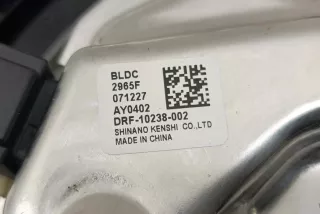 BLDC
2965F
071227
AY0402
DRF-10238-002
SHINANO KENSHI CO.,LTD
MADE IN CHINA